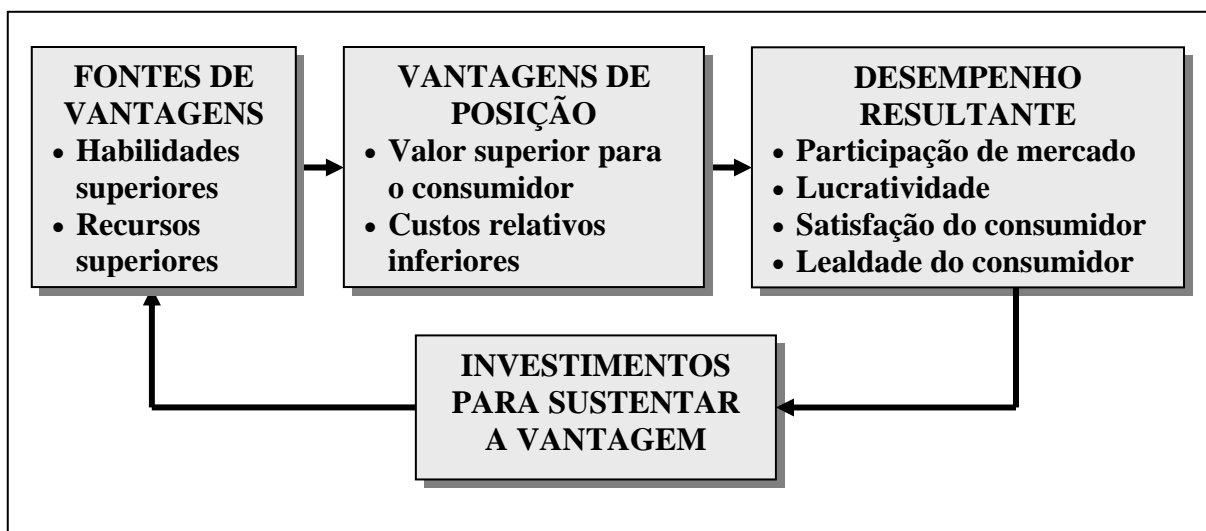 FONTES DE
VANTAGENS
• Habilidades
superiores
• Recursos
superiores
VANTAGENS DE
POSIÇÃO
• Valor superior para
o consumidor
• Custos relativos
inferiores
DESEMPENHO
RESULTANTE
• Participação de mercado
• Lucratividade
• Satisfação do consumidor
• Lealdade do consumidor
INVESTIMENTOS
PARA SUSTENTAR
A VANTAGEM